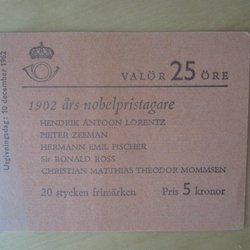 Utgivningsdag: 10 december 1962
VALÖR 25 ÖRE
1902 års nobelpristagare
HENDRIK ANTOON LORENTZ
PIETER ZEEMAN
HERMANN EMIL FISCHER
Sir RONALD ROSS
CHRISTIAN MATTHIAS THEODOR MOMMSEN
20 stycken frimärken Pris 5 kronor